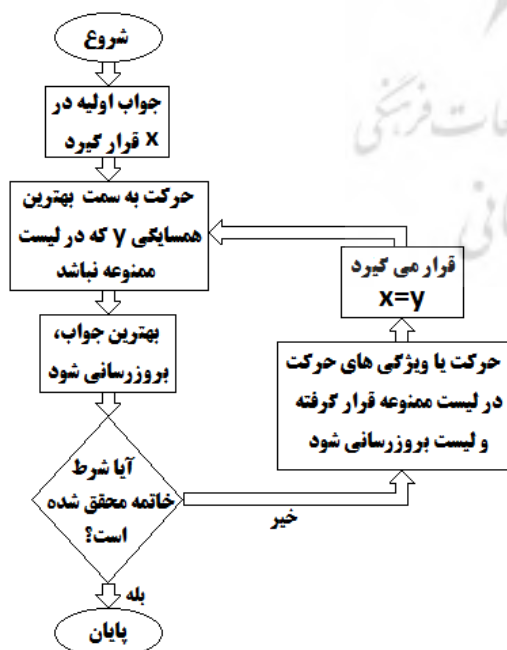 شروع
جواب اولیه در
x قرار گیرد
حرکت به سمت بهترین
همسایگی y که در لیست
ممنوعه نباشد
بهترین جواب،
بروزرسانی شود
آیا شرط
خاتمه محقق شده
است؟
بله
پایان
خیر
حرکت یا ویژگی های حرکت
در لیست ممنوعه قرار گرفته
و لیست بروزرسانی شود
قرار می گیرد
x=y
فرهنگی